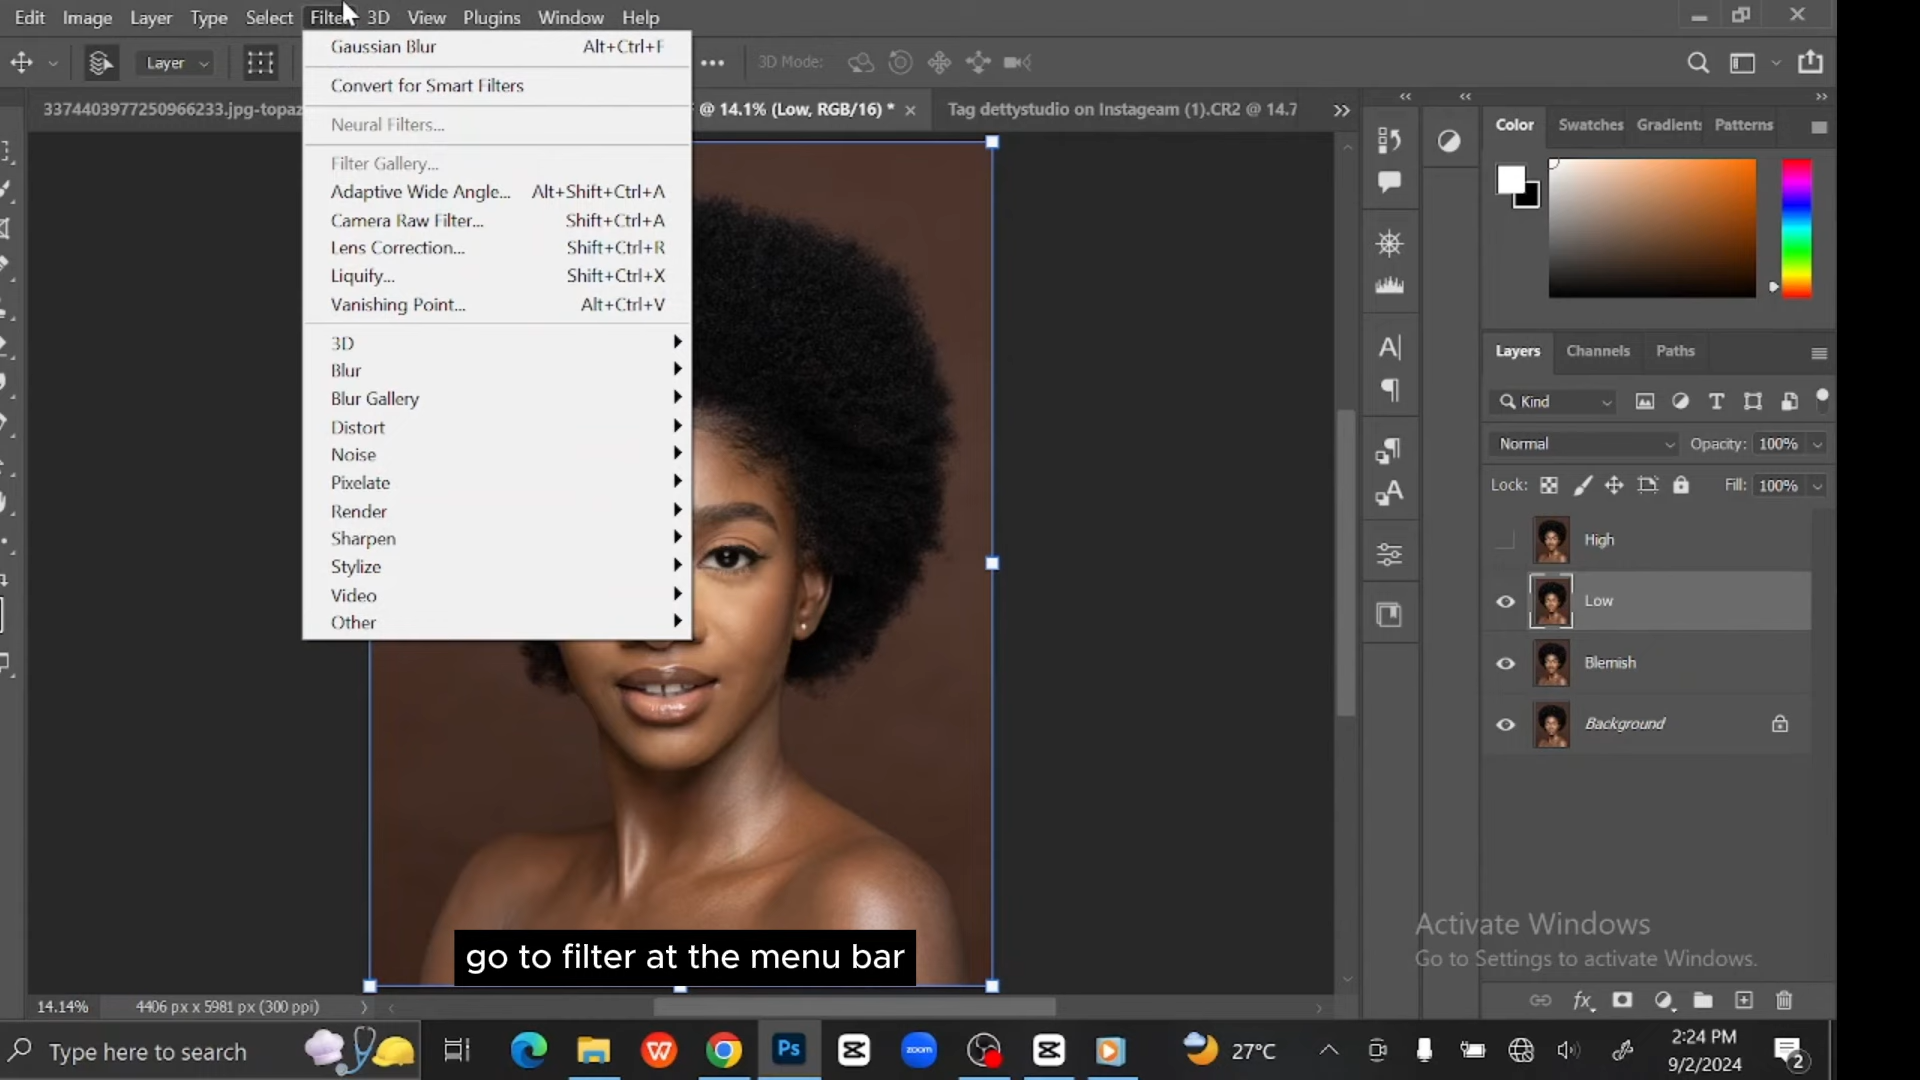 Edit Image Layer Type Select Filter 3D View Plugins Window Help
Layer
3D Mode:
3374403977250966233.jpg-topaz
@ 14.1% (Low, RGB/16) *
Tag dettystudio on Instageam (1).CR2 @ 14.7
Gaussian Blur Alt+Ctrl+F
Convert for Smart Filters
Neural Filters...
Filter Gallery...
Adaptive Wide Angle... Alt+Shift+Ctrl+A
Camera Raw Filter... Shift+Ctrl+A
Lens Correction... Shift+Ctrl+R
Liquify... Shift+Ctrl+X
Vanishing Point... Alt+Ctrl+V
3D
Blur
Blur Gallery
Distort
Noise
Pixelate
Render
Sharpen
Stylize
Video
Other
Color Swatches Gradients Patterns
Layers Channels Paths
Kind
Normal Opacity: 100%
Lock: Fill: 100%
High
Low
Blemish
Background
go to filter at the menu bar
Activate Windows
Go to Settings to activate Windows.
14.14% 4406 px x 5981 px (300 ppi)
fx
Type here to search
W
Ps
zoom
27°C
2:24 PM
9/2/2024
2